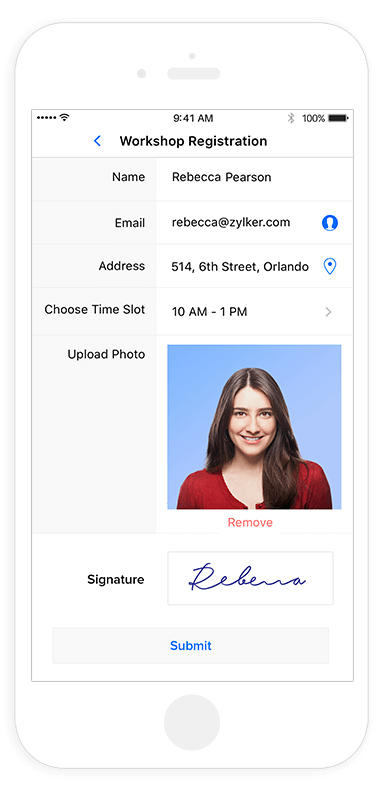 9:41 AM 100%
Workshop Registration
Name Rebecca Pearson
Email rebecca@zylker.com
Address 514, 6th Street, Orlando
Choose Time Slot 10 AM - 1 PM
Upload Photo
Remove
Signature Rebecca
Submit